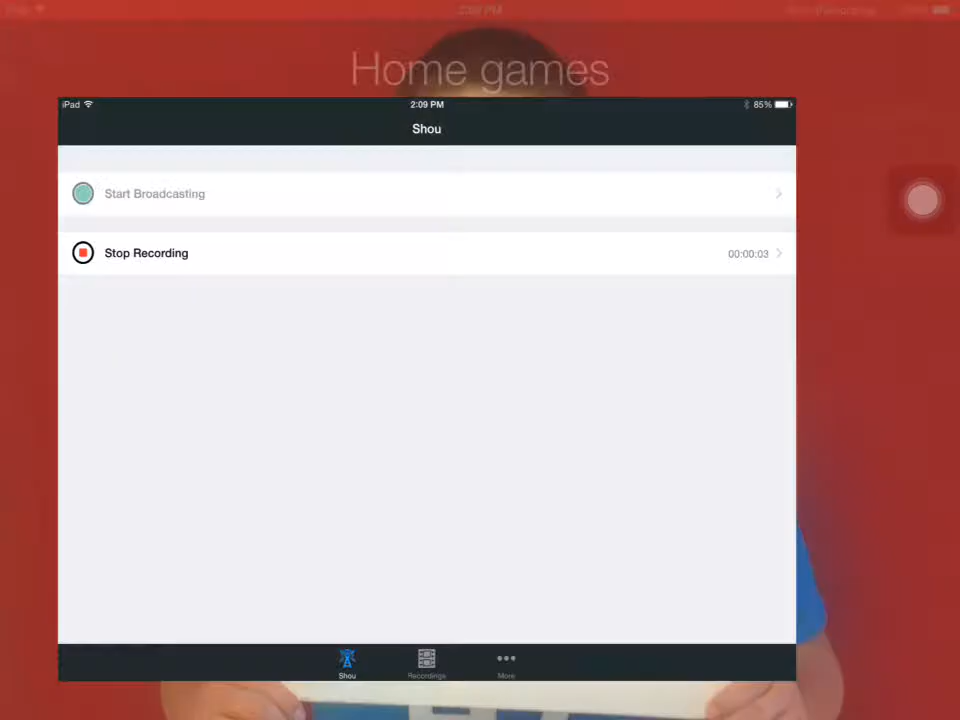 Home games
iPad 2:09 PM 85%
Shou
Start Broadcasting
Stop Recording 00:00:03
Shou Recordings More